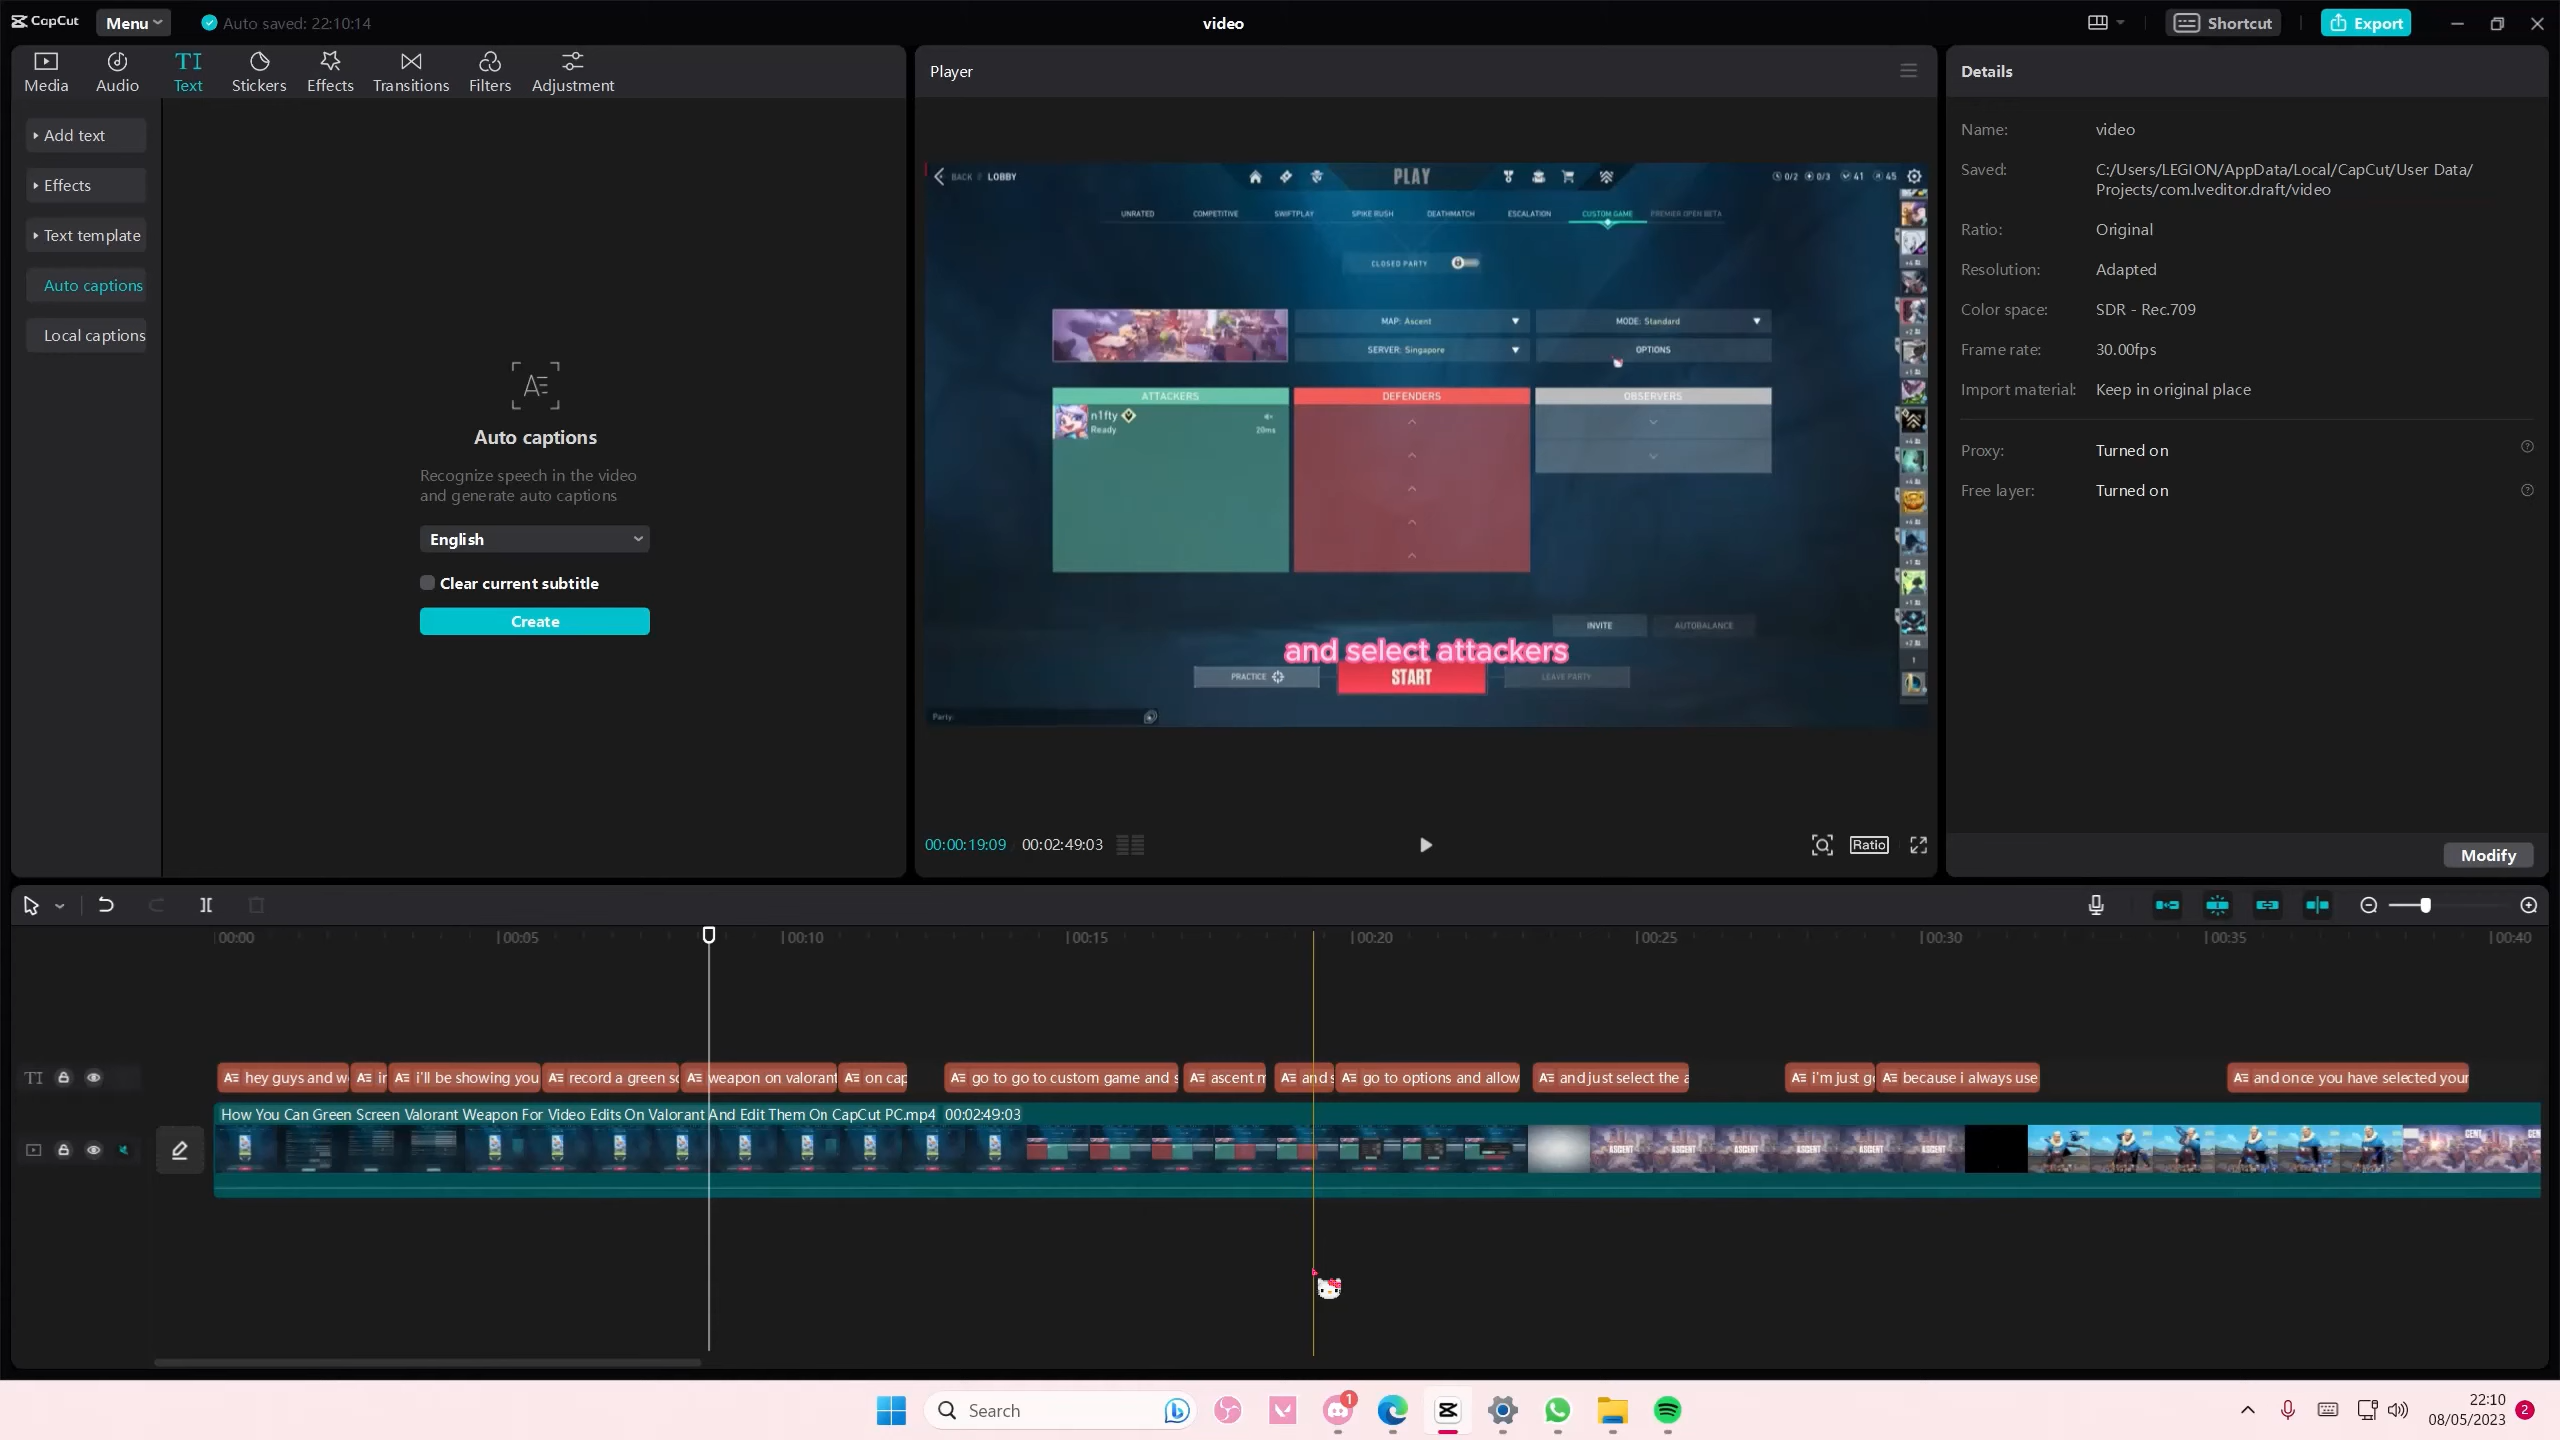 CapCut
Menu
Auto saved: 22:10:14
video
Shortcut
Export
Media
Audio
TI
Text
Stickers
Effects
Transitions
Filters
Adjustment
Add text
Effects
Text template
Auto captions
Local captions
Auto captions
Recognize speech in the video
and generate auto captions
English
Clear current subtitle
Create
Player
BACK / LOBBY
PLAY
0/2
0/3
41
45
UNRATED
COMPETITIVE
SWIFTPLAY
SPIKE RUSH
DEATHMATCH
ESCALATION
CUSTOM GAME
PREMIER OPEN BETA
CLOSED PARTY
MAP: Ascent
MODE: Standard
SERVER: Singapore
OPTIONS
ATTACKERS
DEFENDERS
OBSERVERS
n1fty
Ready
20ms
INVITE
AUTOBALANCE
and select attackers
PRACTICE
START
LEAVE PARTY
Party:
00:00:19:09
00:02:49:03
Ratio
Details
Name:
video
Saved:
C:/Users/LEGION/AppData/Local/CapCut/User Data/
Projects/com.lveditor.draft/video
Ratio:
Original
Resolution:
Adapted
Color space:
SDR - Rec.709
Frame rate:
30.00fps
Import material:
Keep in original place
Proxy:
Turned on
Free layer:
Turned on
Modify
00:00
00:05
00:10
00:15
00:20
00:25
00:30
00:35
00:40
TI
hey guys and w
in
i'll be showing you
record a green sc
weapon on valorant
on cap
go to go to custom game and s
ascent m
and s
go to options and allow
and just select the a
i'm just g
because i always use
and once you have selected your
How You Can Green Screen Valorant Weapon For Video Edits On Valorant And Edit Them On CapCut PC.mp4
00:02:49:03
ASCENT
ASCENT
ASCENT
ASCENT
ASCENT
ASCENT
Search
1
22:10
08/05/2023
2